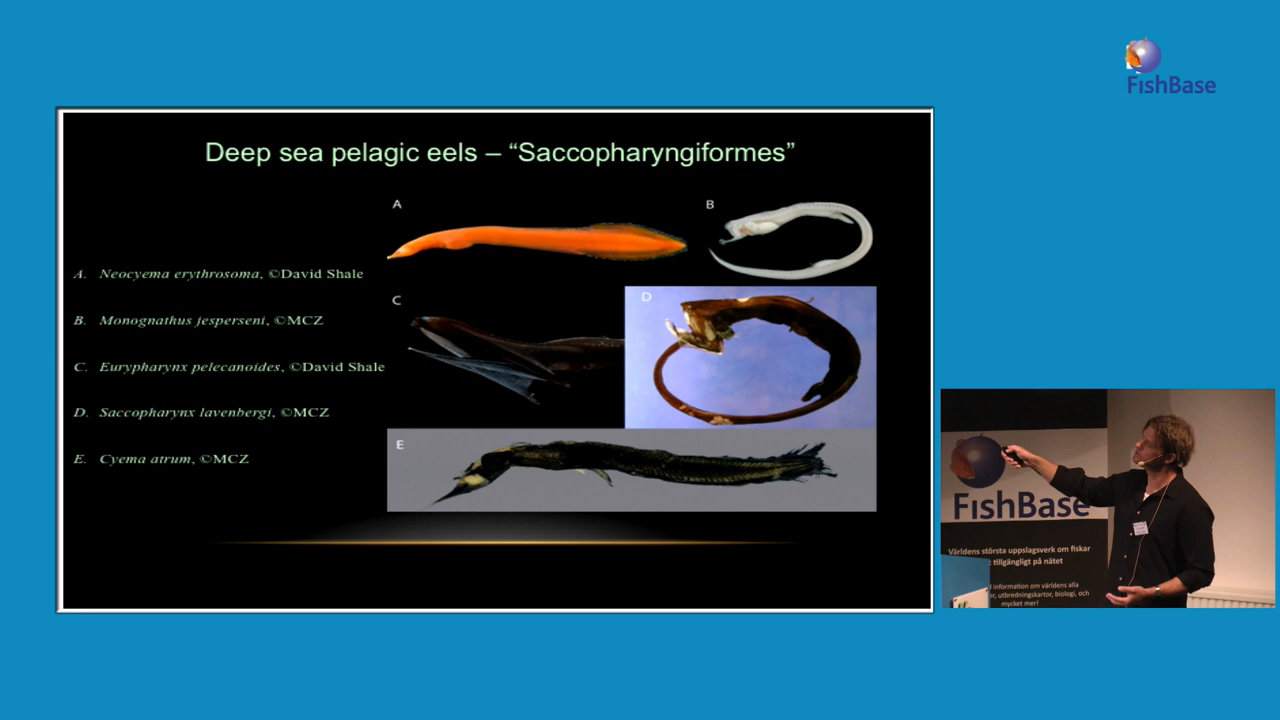 FishBase
Deep sea pelagic eels – “Saccopharyngiformes”
A
B
A. Neocyema erythrosoma, ©David Shale
C
D
B. Monognathus jesperseni, ©MCZ
C. Eurypharynx pelecanoides, ©David Shale
D. Saccopharynx lavenbergi, ©MCZ
E
E. Cyema atrum, ©MCZ
FishBase
Världens största uppslagsverk om fiskar
tillgängligt på nätet
information om världens alla
utbredningskartor, biologi, och
mycket mer!